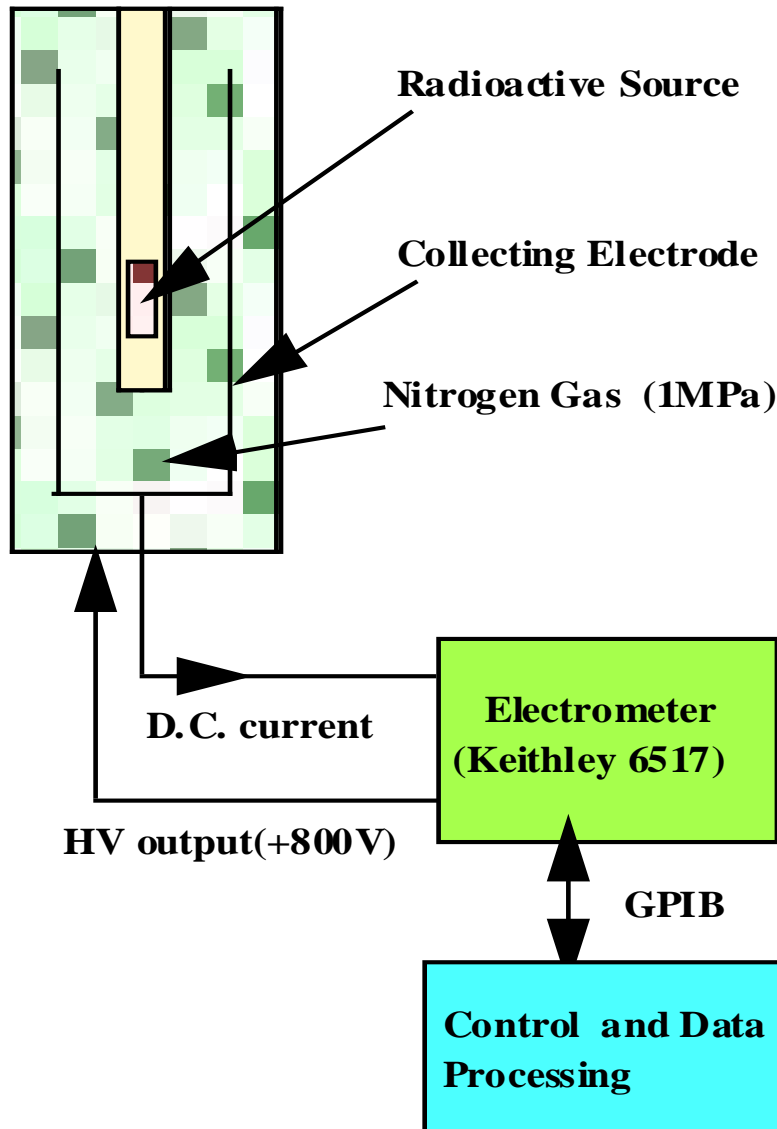 Radioactive Source
Collecting Electrode
Nitrogen Gas (1MPa)
D.C. current
Electrometer
(Keithley 6517)
HV output(+800V)
GPIB
Control and Data
Processing